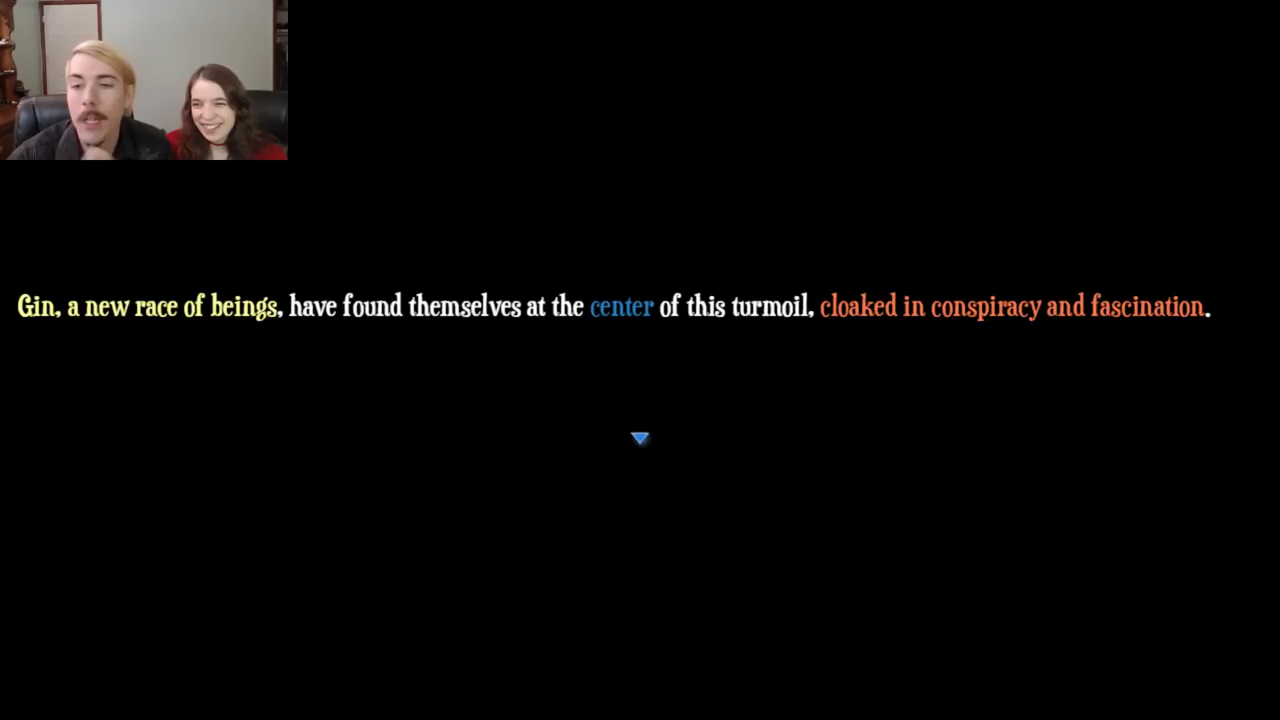 Gin, a new race of beings, have found themselves at the center of this turmoil, cloaked in conspiracy and fascination.